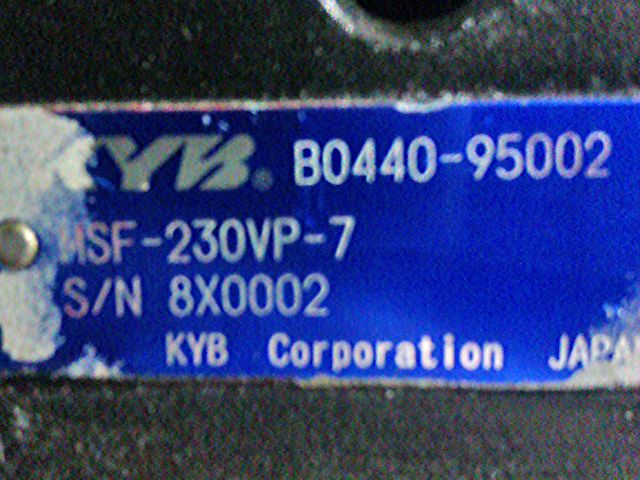 KYB® B0440-95002
MSF-230VP-7
S/N 8X0002
KYB Corporation JAPAN